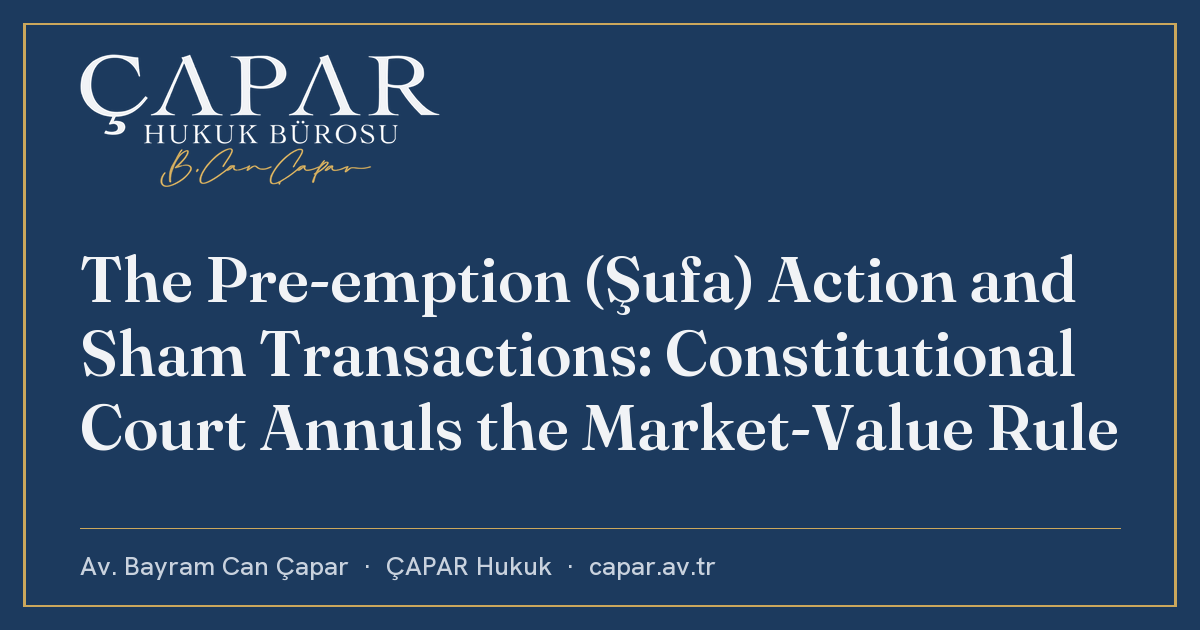 ÇAPAR
HUKUK BÜROSU
B.Can Çapar
The Pre-emption (Şufa) Action and
Sham Transactions: Constitutional
Court Annuls the Market-Value Rule
Av. Bayram Can Çapar · ÇAPAR Hukuk · capar.av.tr